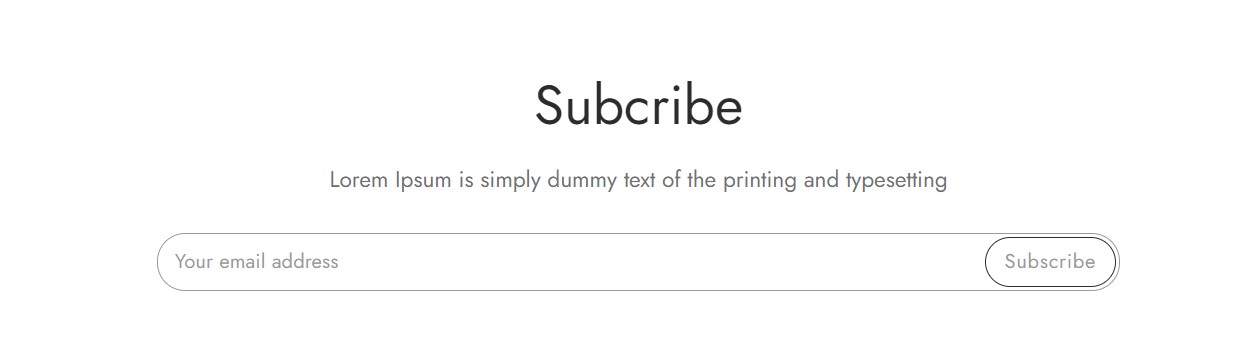 Subcribe
Lorem Ipsum is simply dummy text of the printing and typesetting
Your email address
Subscribe